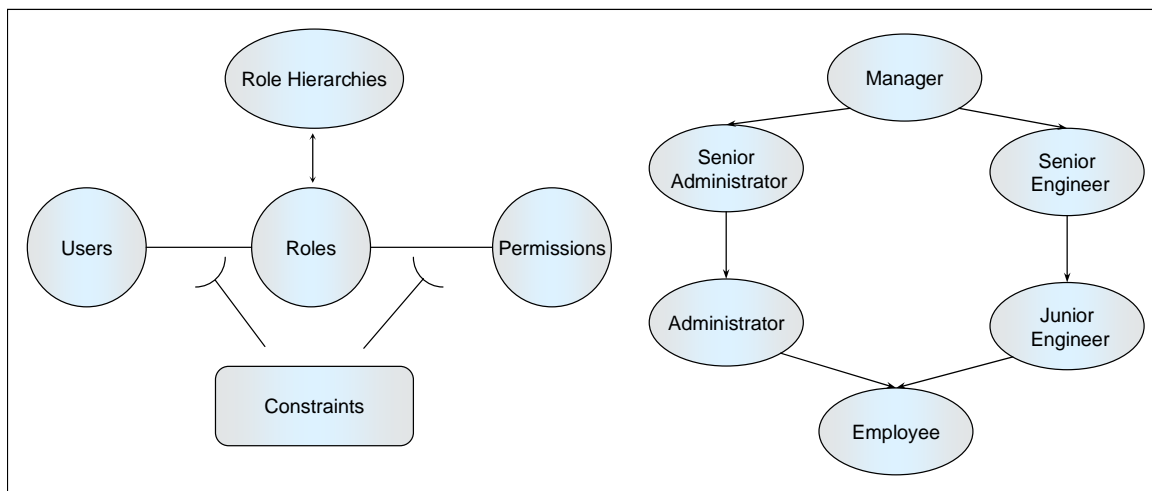 Role Hierarchies
Users
Roles
Permissions
Constraints
Manager
Senior
Administrator
Senior
Engineer
Administrator
Junior
Engineer
Employee